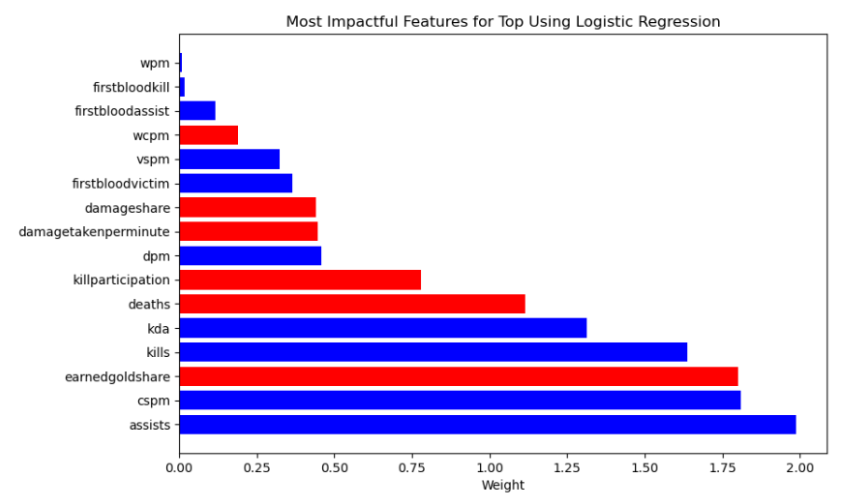 Most Impactful Features for Top Using Logistic Regression
wpm
firstbloodkill
firstbloodassist
wcpm
vspm
firstbloodvictim
damageshare
damagetakenperminute
dpm
killparticipation
deaths
kda
kills
earnedgoldshare
cspm
assists
0.00 0.25 0.50 0.75 1.00 1.25 1.50 1.75 2.00
Weight